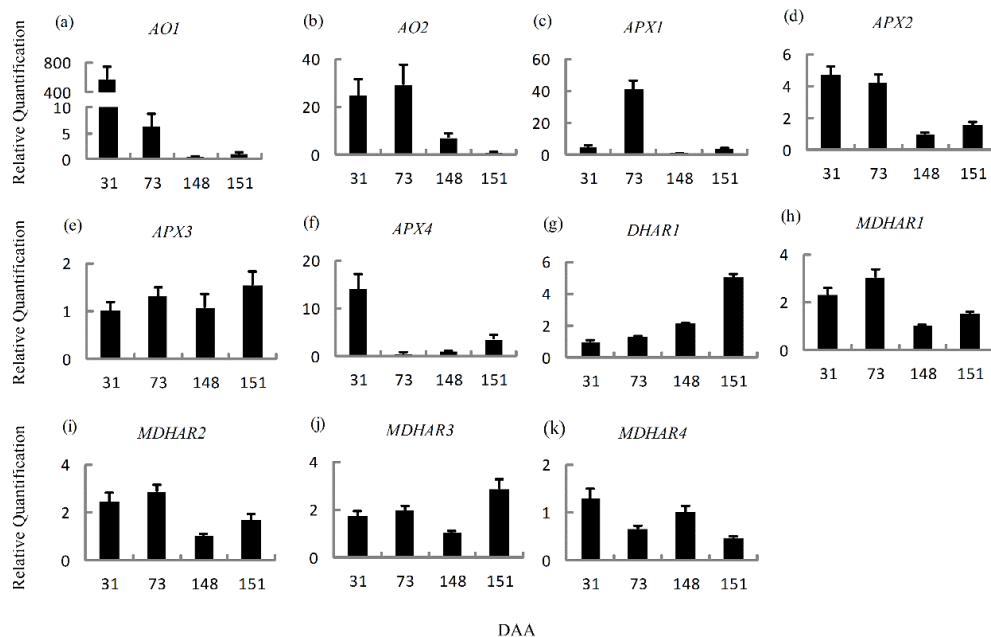 Relative Quantification
(a)
AO1
800
400
10
5
0
31 73 148 151
(b)
AO2
40
20
0
31 73 148 151
(c)
APX1
60
40
20
0
31 73 148 151
(d)
APX2
6
4
2
0
31 73 148 151
Relative Quantification
(e)
APX3
2
1
0
31 73 148 151
(f)
APX4
20
10
0
31 73 148 151
(g)
DHAR1
6
4
2
0
31 73 148 151
(h)
MDHAR1
4
2
0
31 73 148 151
Relative Quantification
(i)
MDHAR2
4
2
0
31 73 148 151
(j)
MDHAR3
4
2
0
31 73 148 151
(k)
MDHAR4
2
1
0
31 73 148 151
DAA